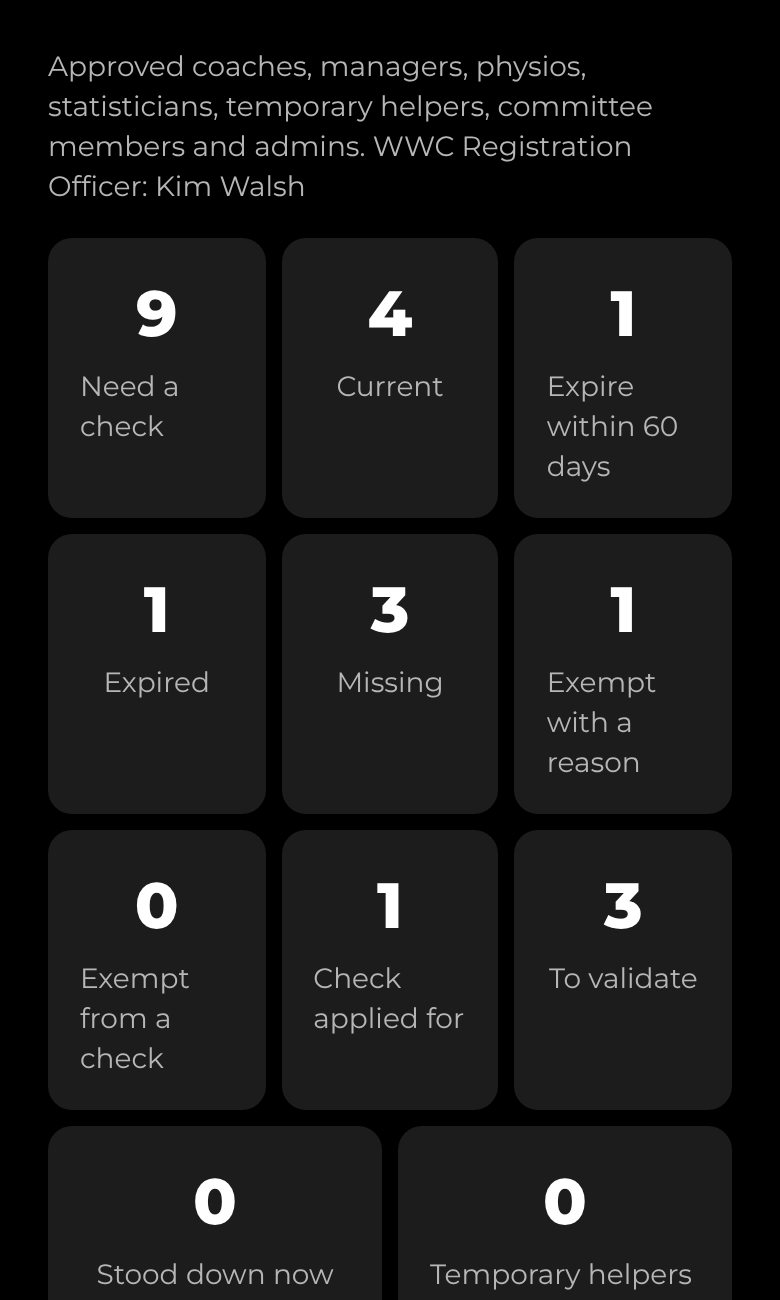 Approved coaches, managers, physios,
statisticians, temporary helpers, committee
members and admins. WWC Registration
Officer: Kim Walsh
9
Need a
check
4
Current
1
Expire
within 60
days
1
Expired
3
Missing
1
Exempt
with a
reason
0
Exempt
from a
check
1
Check
applied for
3
To validate
0
Stood down now
0
Temporary helpers